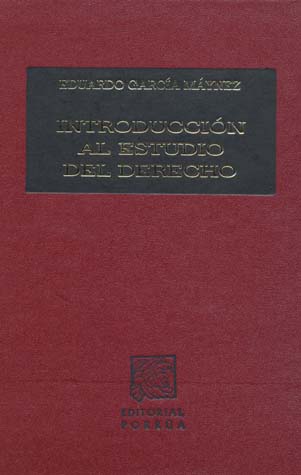 EDUARDO GARCÍA MÁYNEZ
INTRODUCCIÓN
AL ESTUDIO
DEL DERECHO
EDITORIAL
PORRÚA